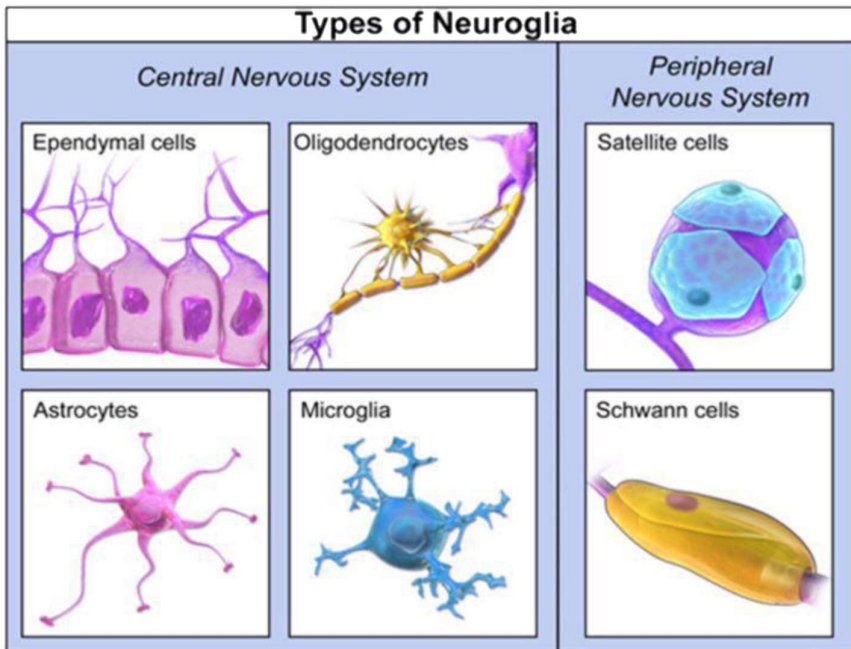 Types of Neuroglia
Central Nervous System
Peripheral
Nervous System
Ependymal cells
Oligodendrocytes
Satellite cells
Astrocytes
Microglia
Schwann cells